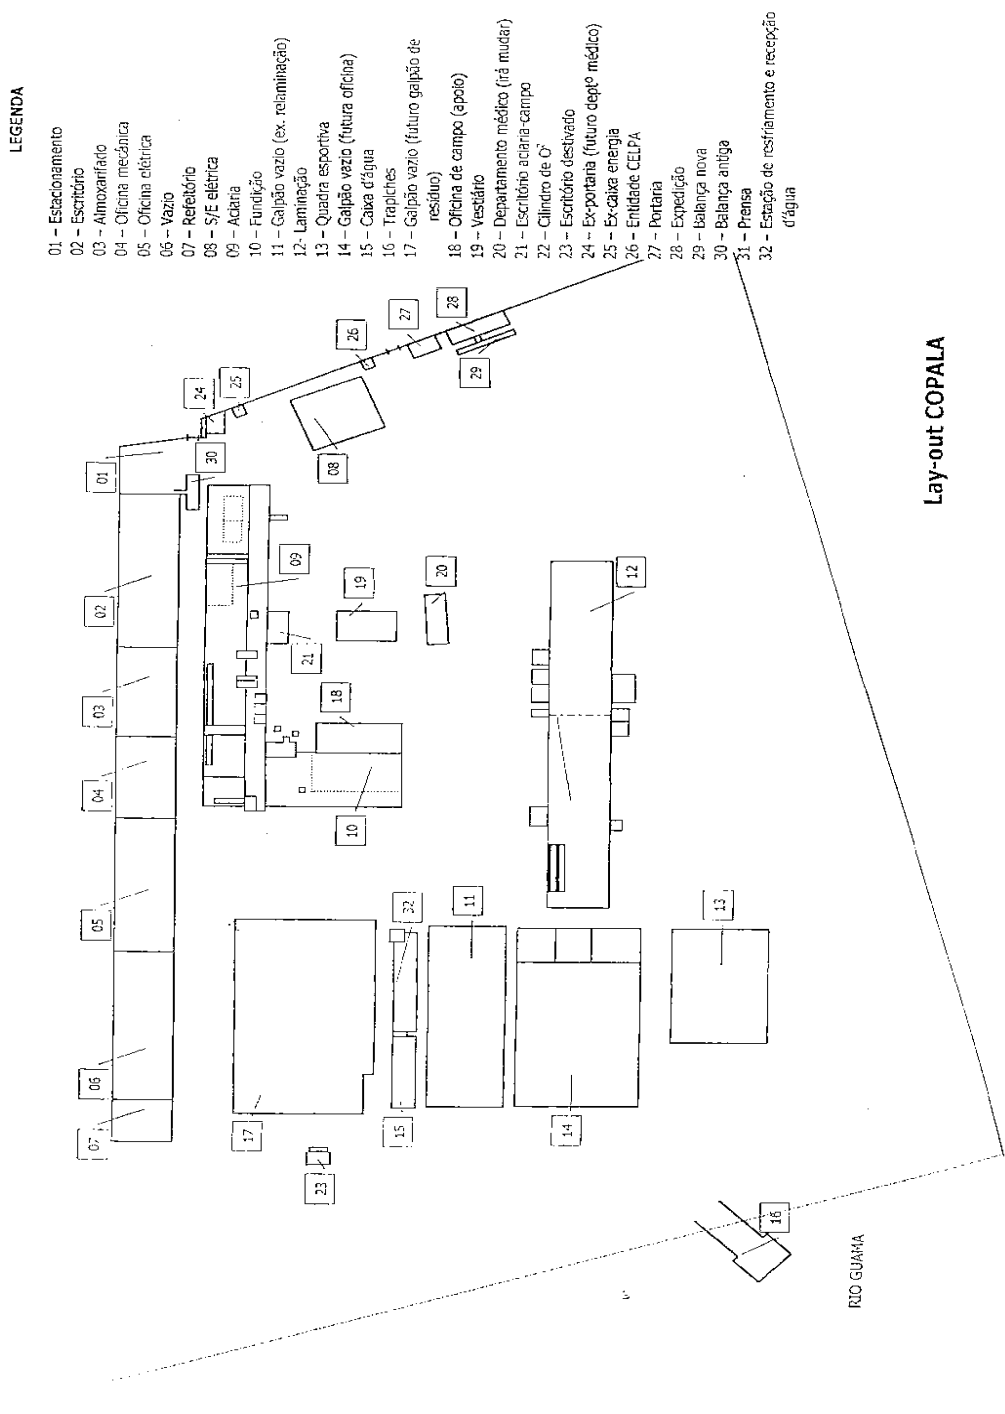 LEGENDA
01 – Estacionamento
02 – Escritório
03 – Almoxarifado
04 – Oficina mecânica
05 – Oficina elétrica
06 – Vazio
07 – Refeitório
08 – S/E elétrica
09 – Aciaria
10 – Fundição
11 – Galpão vazio (ex. relaminação)
12- Laminação
13 – Quadra esportiva
14 – Galpão vazio (futura oficina)
15 – Caixa d'água
16 – Trapiches
17 – Galpão vazio (futuro galpão de
resíduo)
18 – Oficina de campo (apoio)
19 – Vestiário
20 – Departamento médico (irá mudar)
21 – Escritório aciaria-campo
22 – Cilindro de O²
23 – Escritório destivado
24 – Ex-portaria (futuro deptº médico)
25 – Ex-caixa energia
26 – Entidade CELPA
27 – Portaria
28 – Expedição
29 – Balança nova
30 – Balança antiga
31 – Prensa
32 – Estação de resfriamento e recepção
d'água
01
02
03
04
05
06
07
24
25
30
26
27
28
29
08
09
21
19
20
18
10
12
17
32
15
11
14
13
23
16
RIO GUAMA
Lay-out COPALA